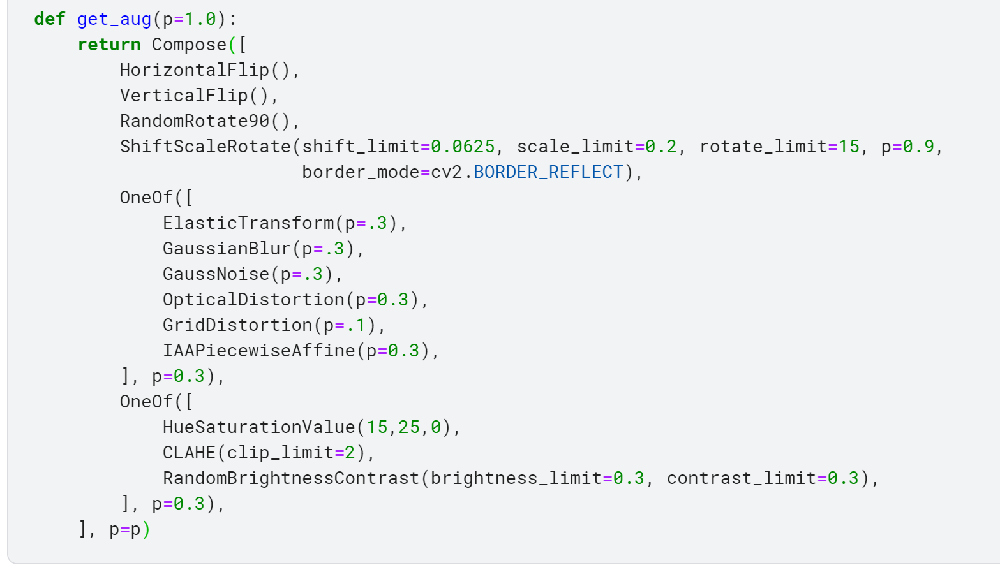 def get_aug(p=1.0):
    return Compose([
        HorizontalFlip(),
        VerticalFlip(),
        RandomRotate90(),
        ShiftScaleRotate(shift_limit=0.0625, scale_limit=0.2, rotate_limit=15, p=0.9,
                         border_mode=cv2.BORDER_REFLECT),
        OneOf([
            ElasticTransform(p=.3),
            GaussianBlur(p=.3),
            GaussNoise(p=.3),
            OpticalDistortion(p=0.3),
            GridDistortion(p=.1),
            IAAPiecewiseAffine(p=0.3),
        ], p=0.3),
        OneOf([
            HueSaturationValue(15,25,0),
            CLAHE(clip_limit=2),
            RandomBrightnessContrast(brightness_limit=0.3, contrast_limit=0.3),
        ], p=0.3),
    ], p=p)